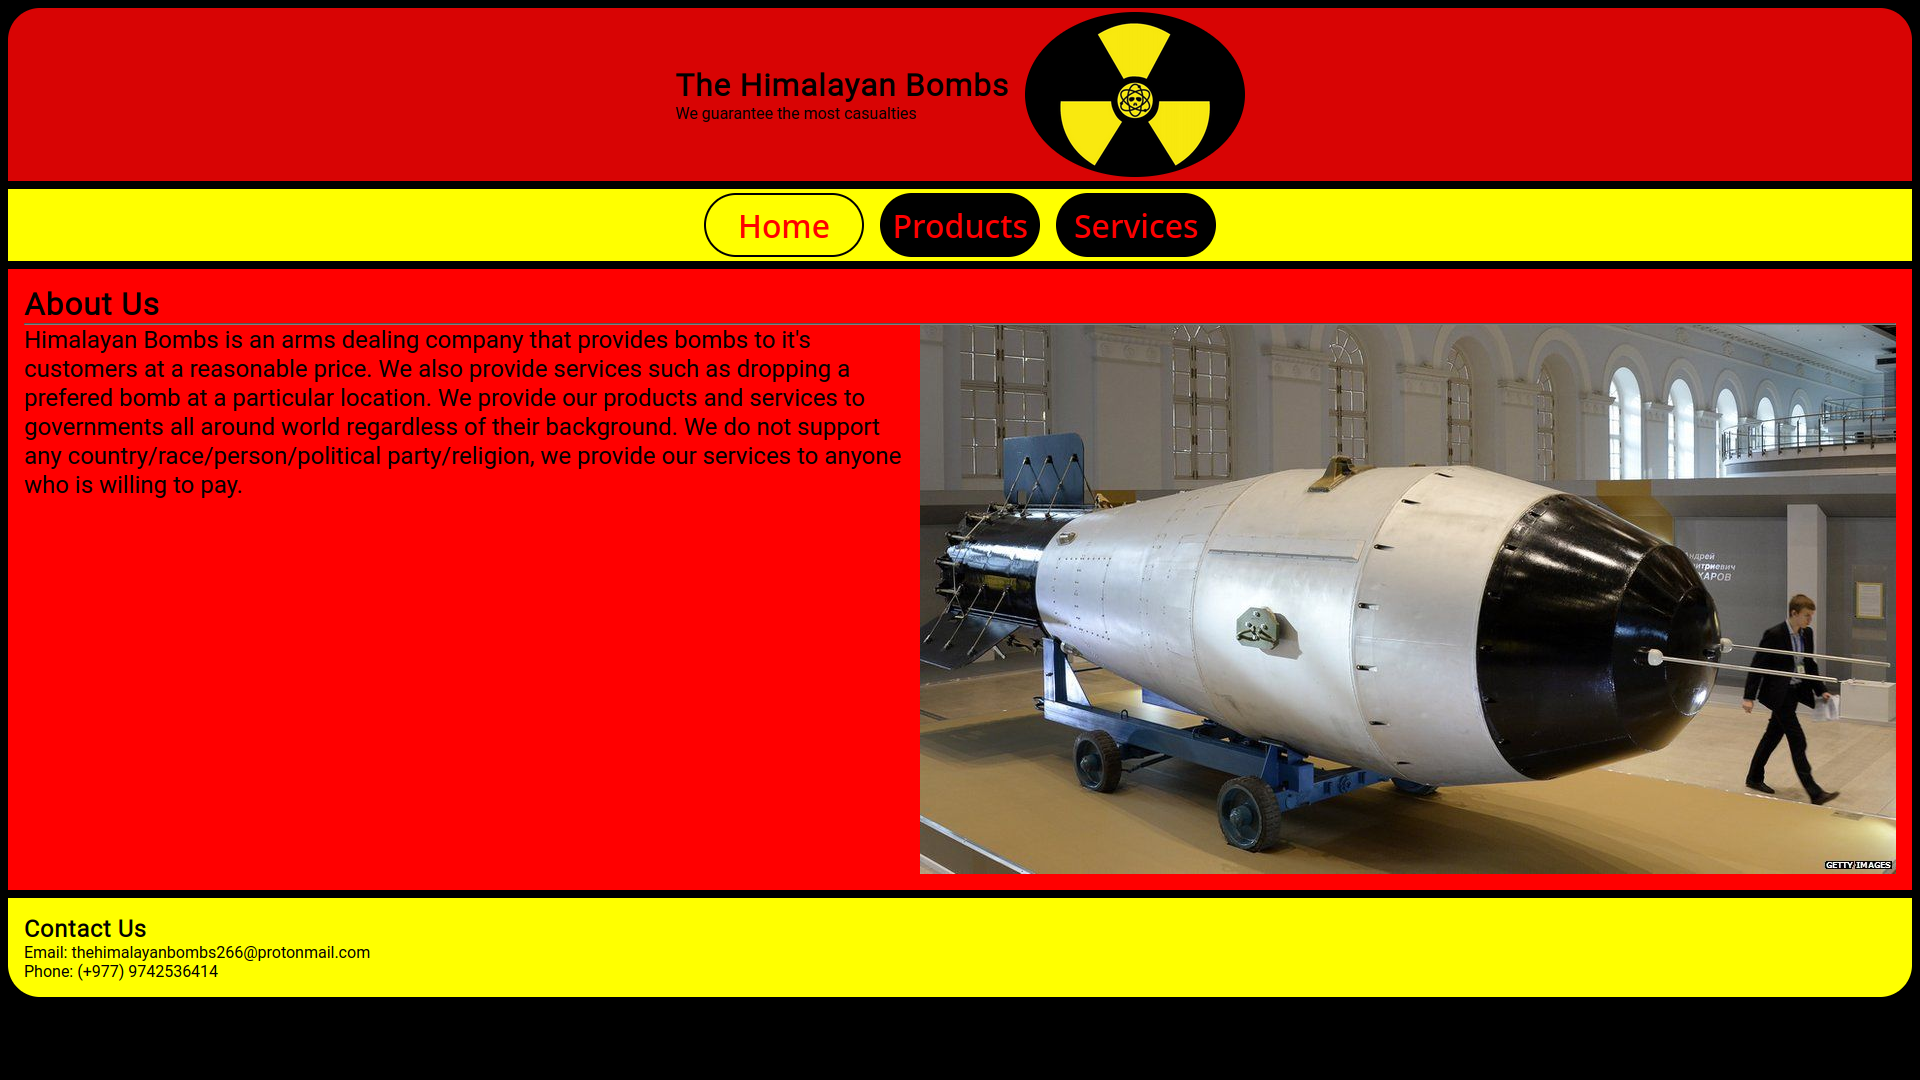 The Himalayan Bombs
We guarantee the most casualties
Home
Products
Services
About Us
Himalayan Bombs is an arms dealing company that provides bombs to it's
customers at a reasonable price. We also provide services such as dropping a
prefered bomb at a particular location. We provide our products and services to
governments all around world regardless of their background. We do not support
any country/race/person/political party/religion, we provide our services to anyone
who is willing to pay.
GETTY IMAGES
Contact Us
Email: thehimalayanbombs266@protonmail.com
Phone: (+977) 9742536414